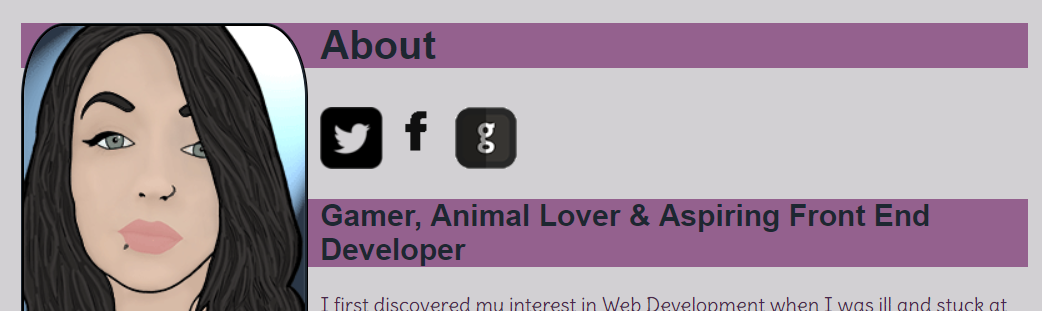 About
f
g
Gamer, Animal Lover & Aspiring Front End
Developer
I first discovered my interest in Web Development when I was ill and stuck at